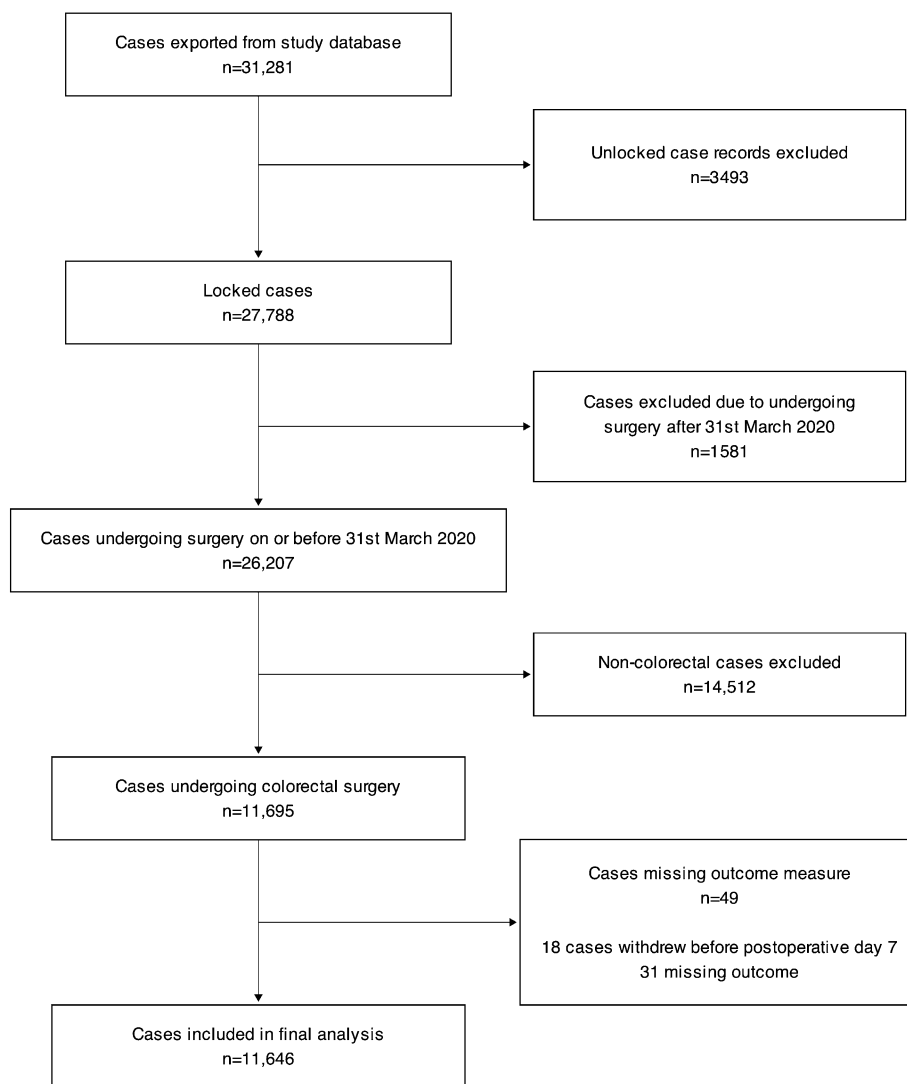 Cases exported from study database
n=31,281
Unlocked case records excluded
n=3493
Locked cases
n=27,788
Cases excluded due to undergoing
surgery after 31st March 2020
n=1581
Cases undergoing surgery on or before 31st March 2020
n=26,207
Non-colorectal cases excluded
n=14,512
Cases undergoing colorectal surgery
n=11,695
Cases missing outcome measure
n=49
18 cases withdrew before postoperative day 7
31 missing outcome
Cases included in final analysis
n=11,646